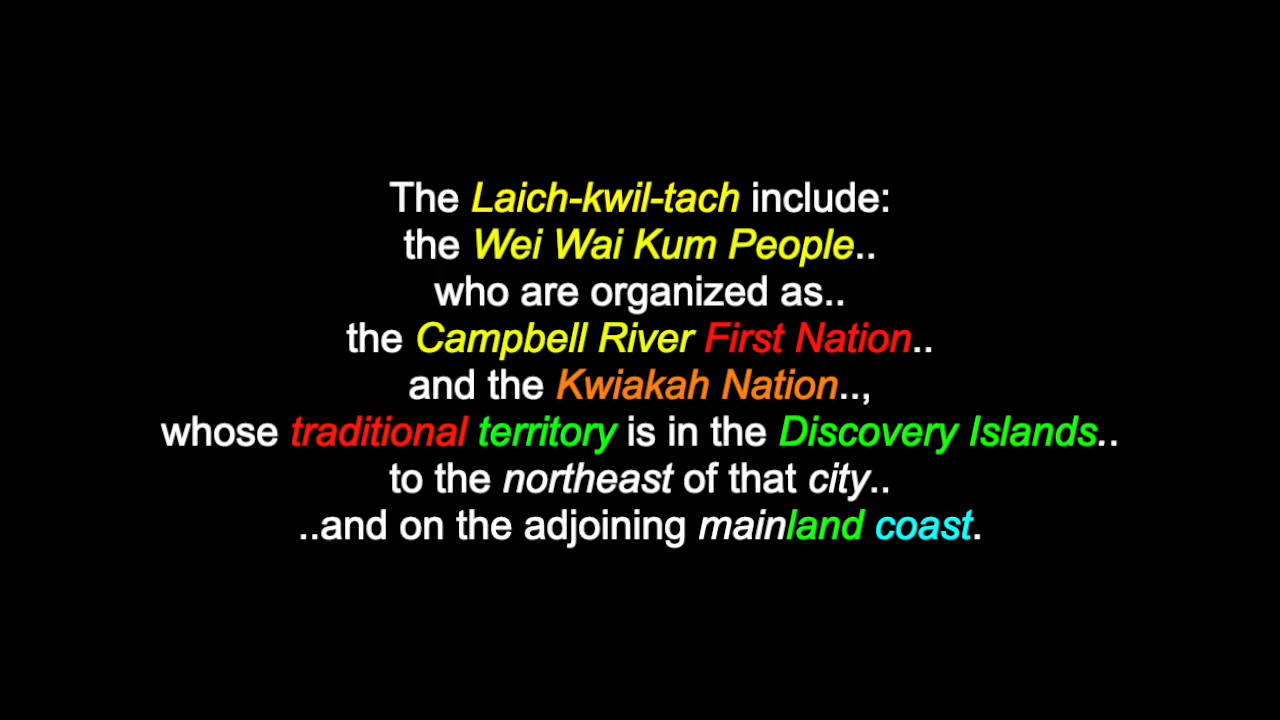 The Laich-kwil-tach include:
the Wei Wai Kum People..
who are organized as..
the Campbell River First Nation..
and the Kwiakah Nation..,
whose traditional territory is in the Discovery Islands..
to the northeast of that city..
..and on the adjoining mainland coast.